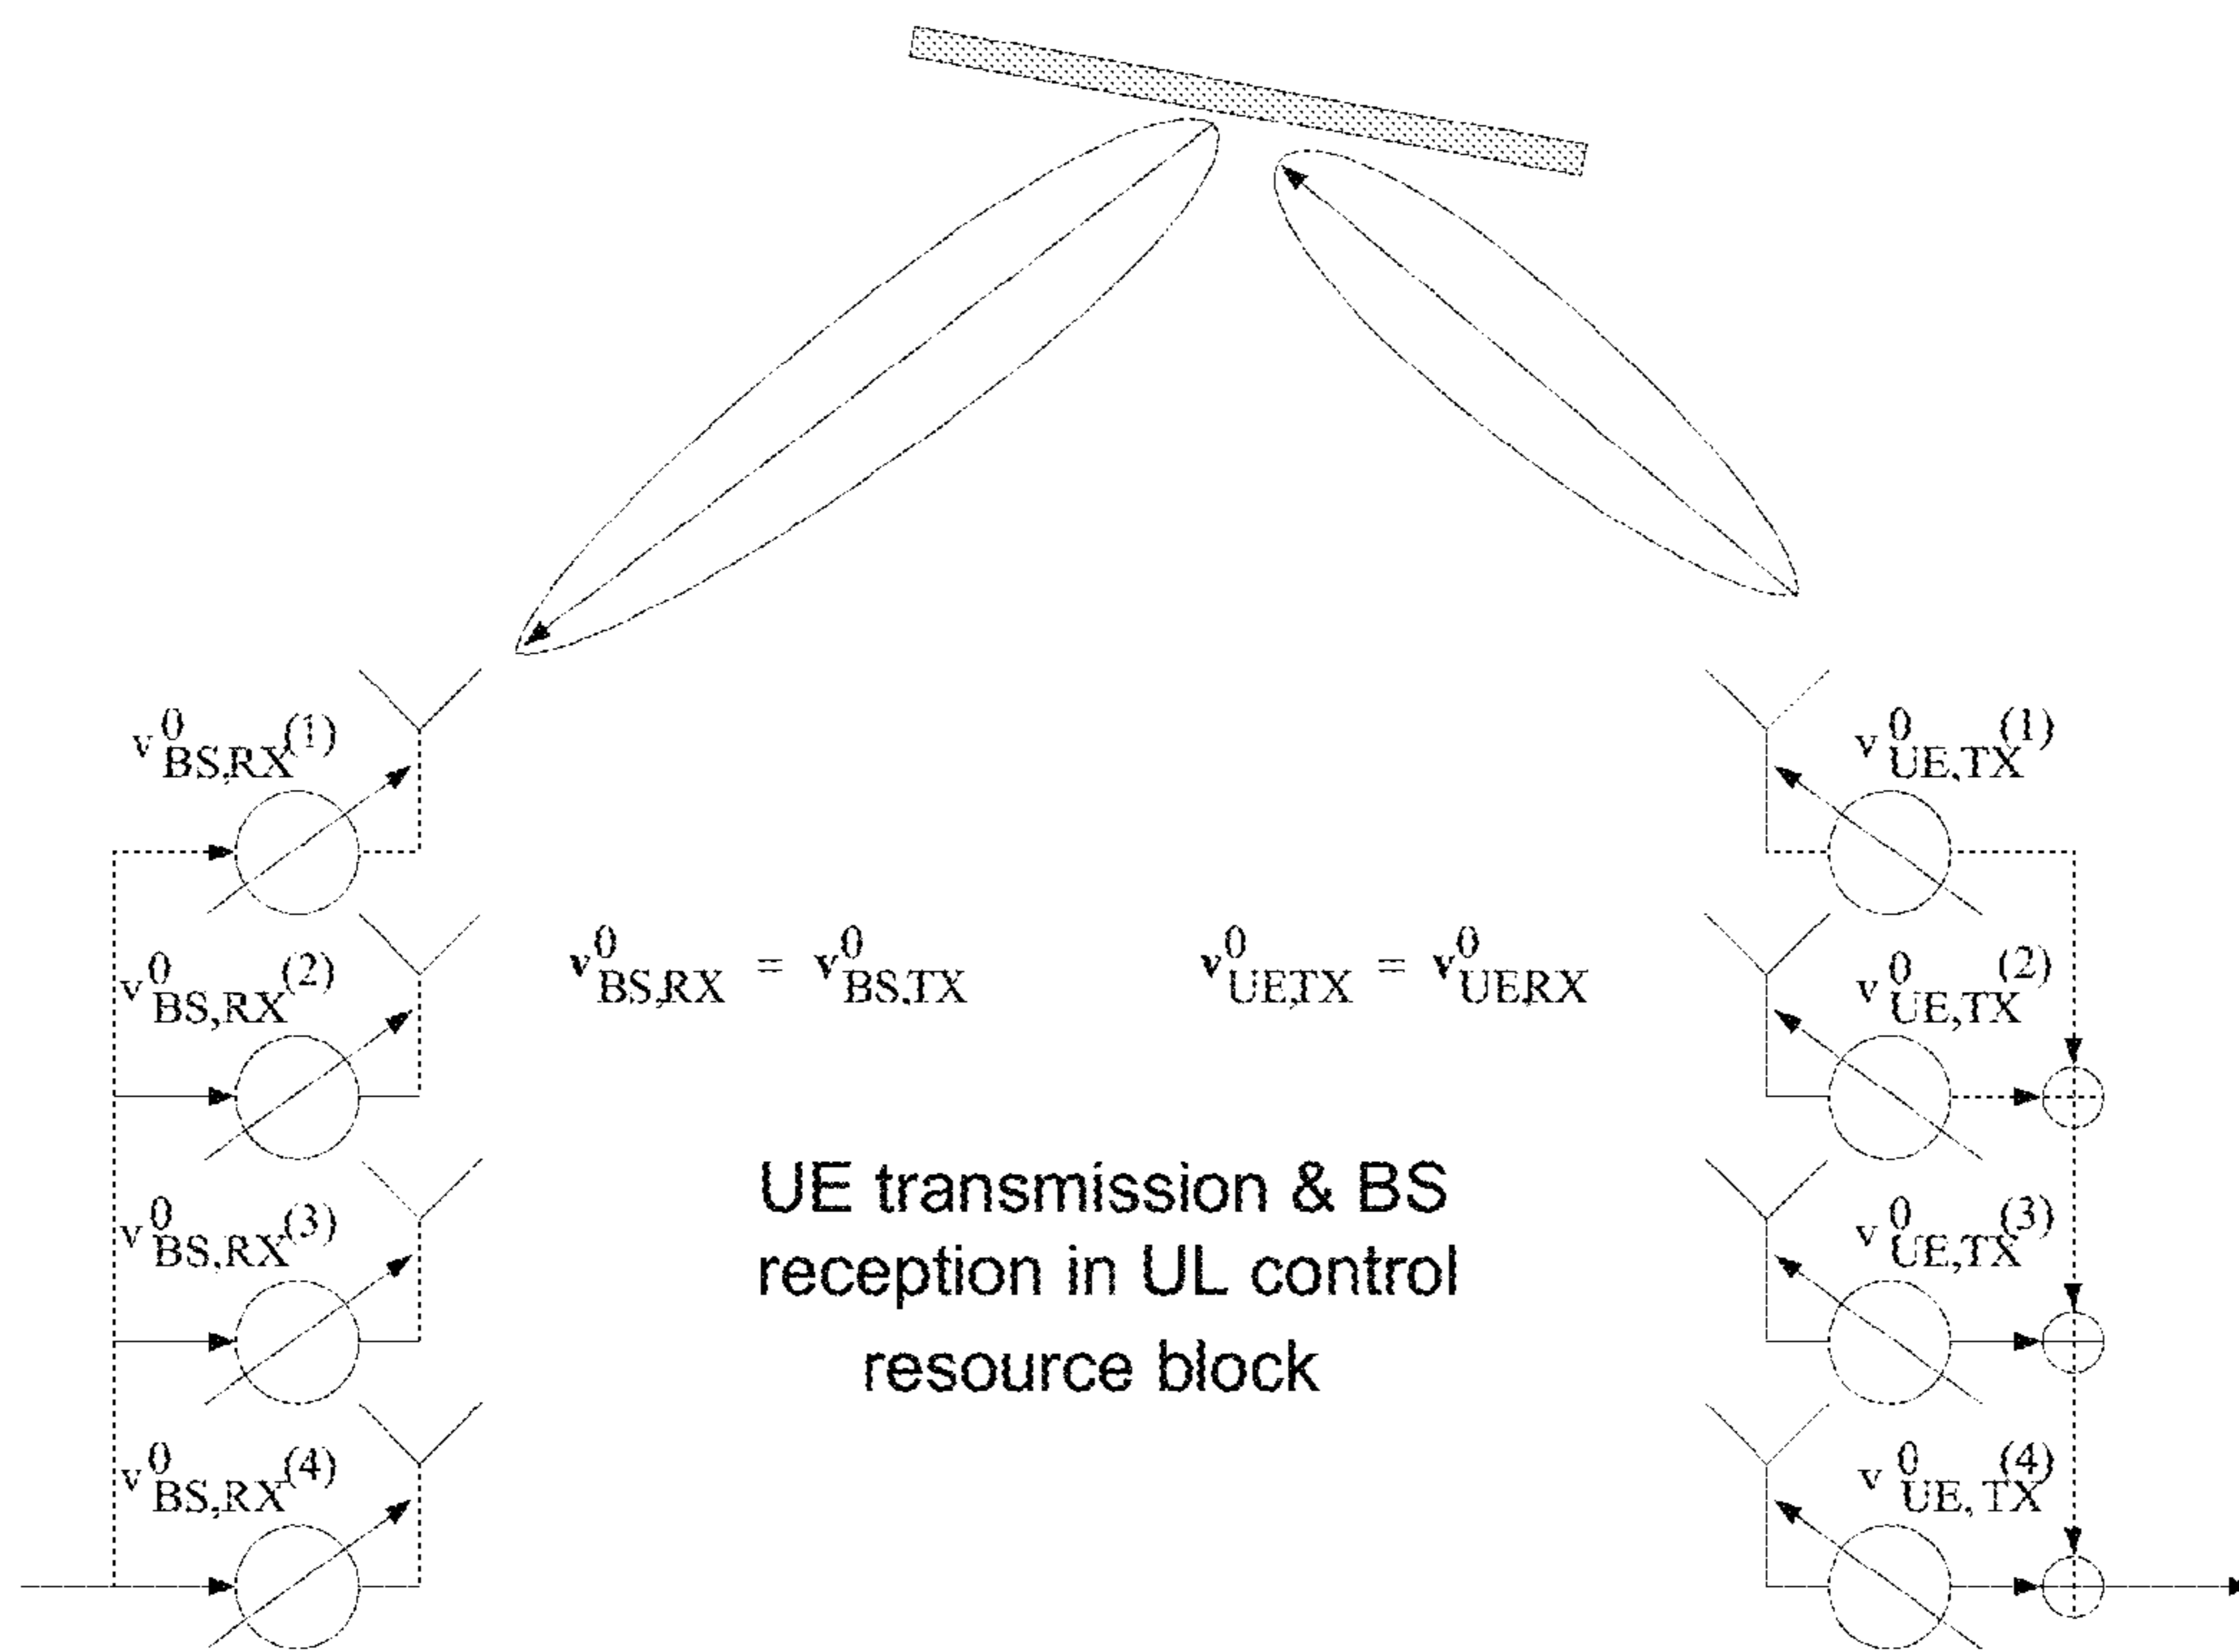 v⁰BS,RX(1)
v⁰UE,TX(1)
v⁰BS,RX(2)
v⁰BS,RX = v⁰BS,TX
v⁰UE,TX = v⁰UE,RX
v⁰UE,TX(2)
UE transmission & BS
reception in UL control
resource block
v⁰BS,RX(3)
v⁰UE,TX(3)
v⁰BS,RX(4)
v⁰UE,TX(4)